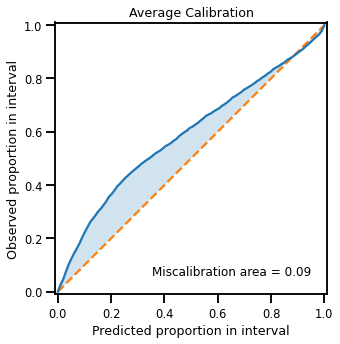 Average Calibration
Observed proportion in interval
1.0
0.8
0.6
0.4
0.2
0.0
Miscalibration area = 0.09
0.0 0.2 0.4 0.6 0.8 1.0
Predicted proportion in interval